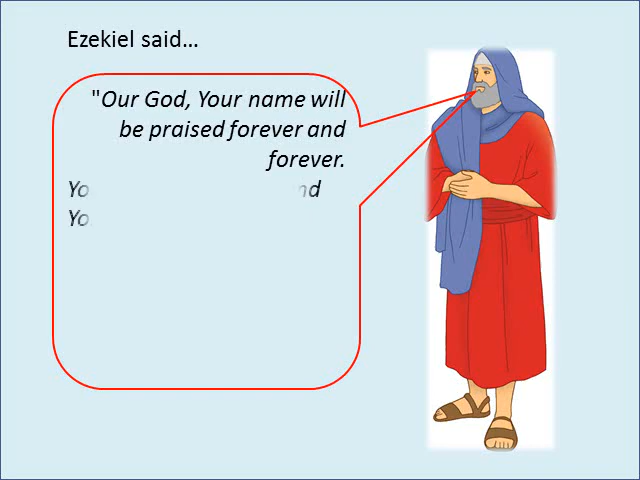 Ezekiel said…
"Our God, Your name will
be praised forever and
forever.